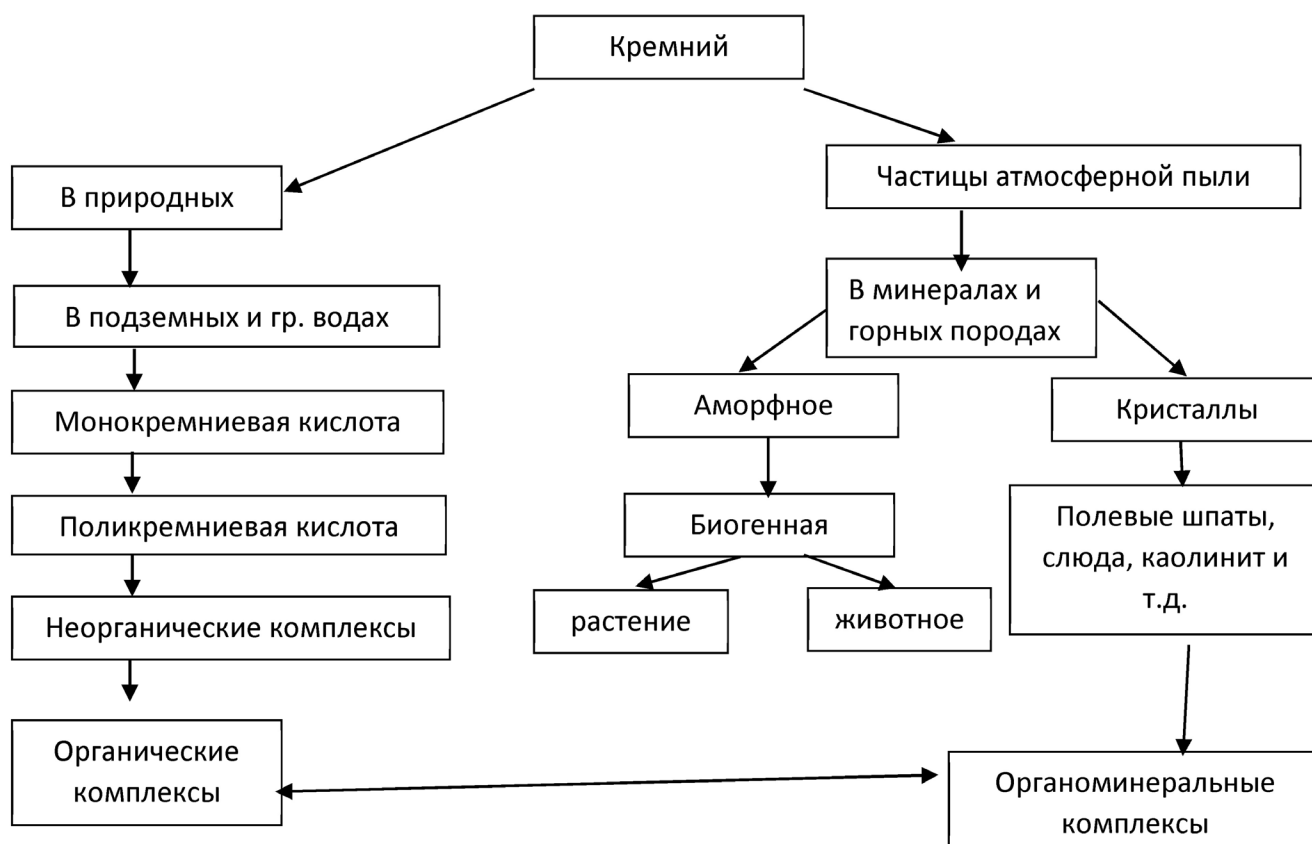 Кремний
В природных
Частицы атмосферной пыли
В подземных и гр. водах
В минералах и
горных породах
Монокремниевая кислота
Аморфное
Кристаллы
Поликремниевая кислота
Биогенная
Полевые шпаты,
слюда, каолинит и
т.д.
Неорганические комплексы
растение
животное
Органические
комплексы
Органоминеральные
комплексы